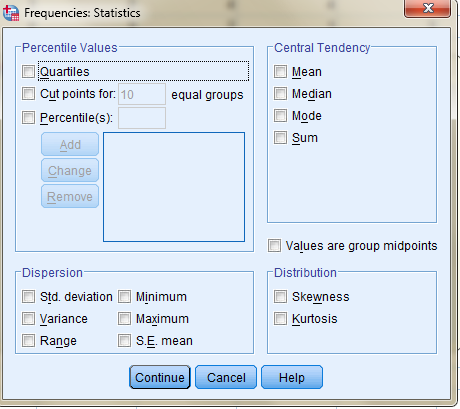 Frequencies: Statistics
Percentile Values
Quartiles
Cut points for: 10 equal groups
Percentile(s):
Add
Change
Remove
Central Tendency
Mean
Median
Mode
Sum
Values are group midpoints
Dispersion
Std. deviation Minimum
Variance Maximum
Range S.E. mean
Distribution
Skewness
Kurtosis
Continue Cancel Help